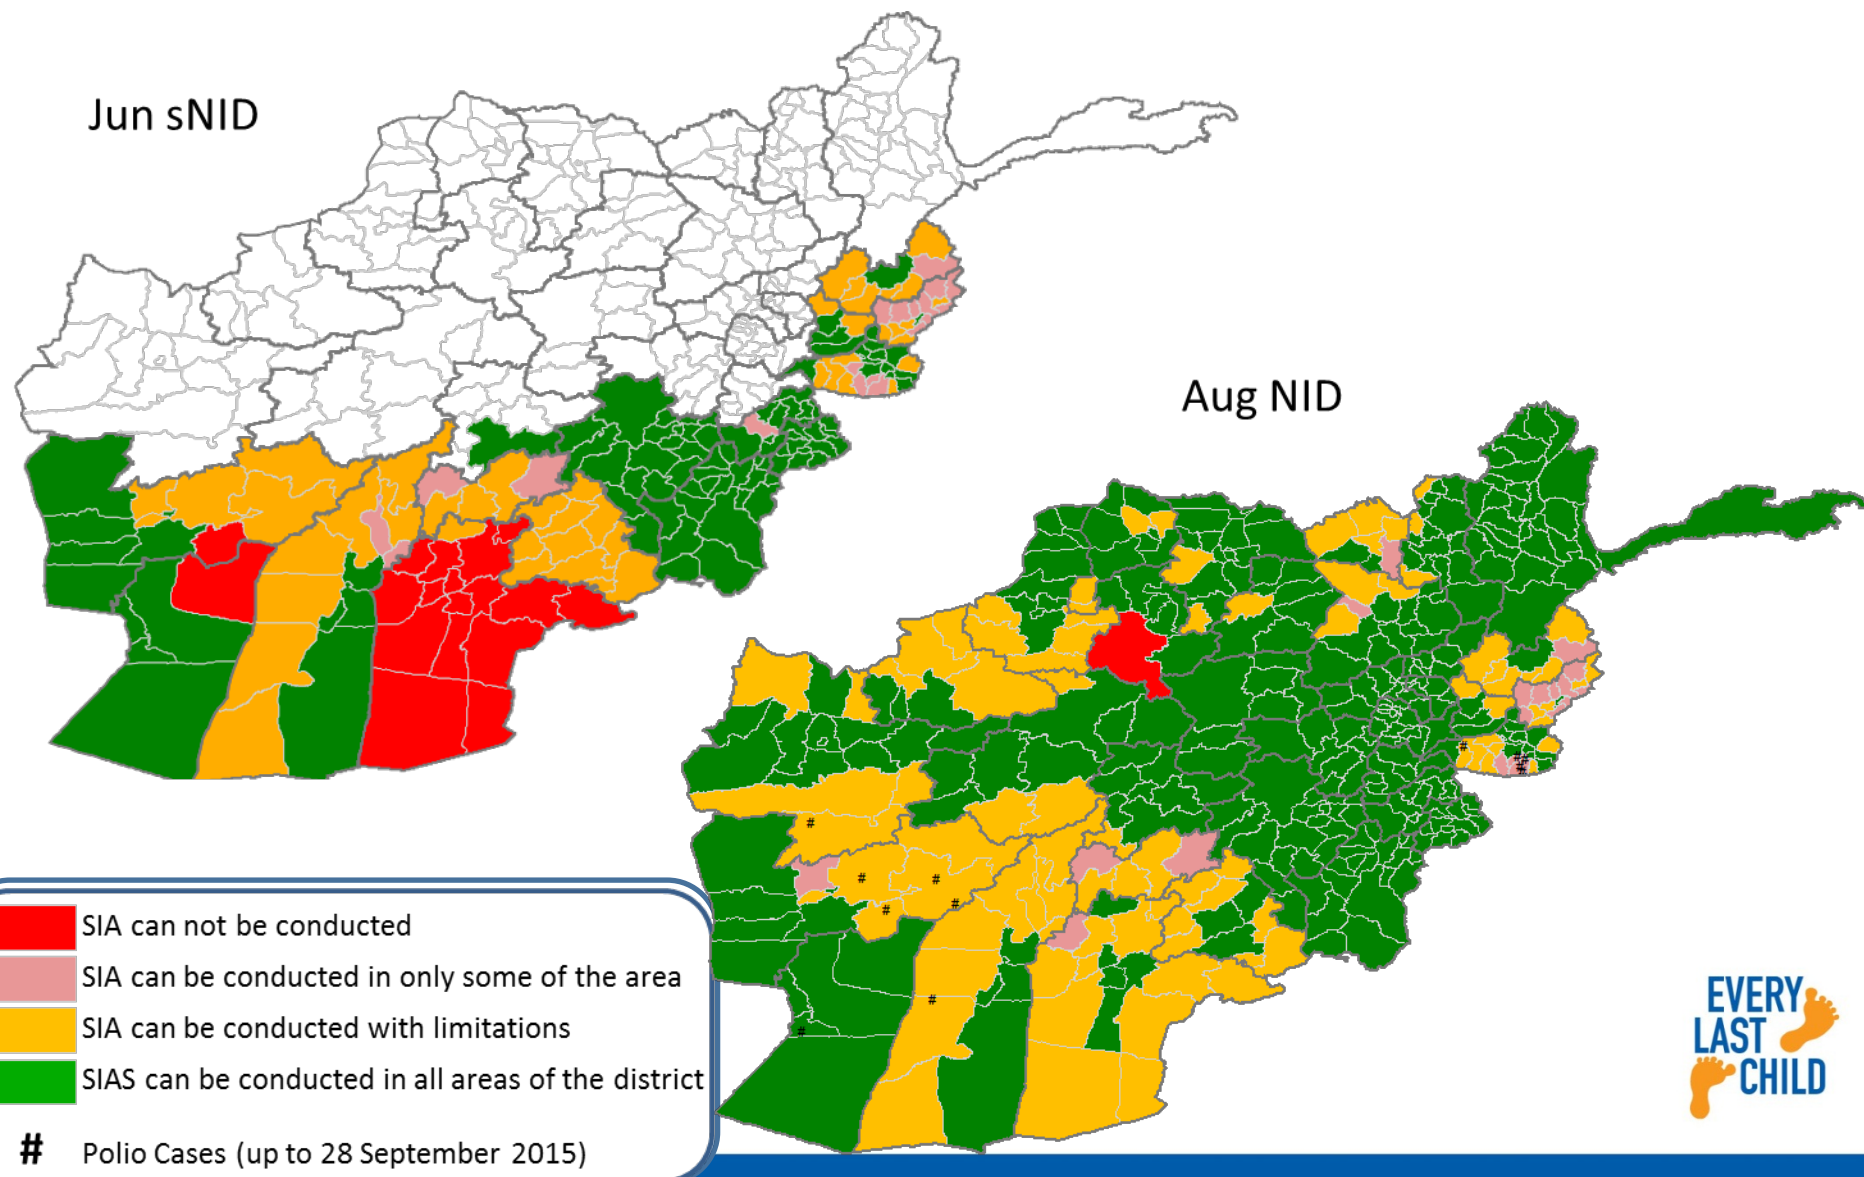 Jun sNID
Aug NID
SIA can not be conducted
SIA can be conducted in only some of the area
SIA can be conducted with limitations
SIAS can be conducted in all areas of the district
# Polio Cases (up to 28 September 2015)
EVERY
LAST
CHILD